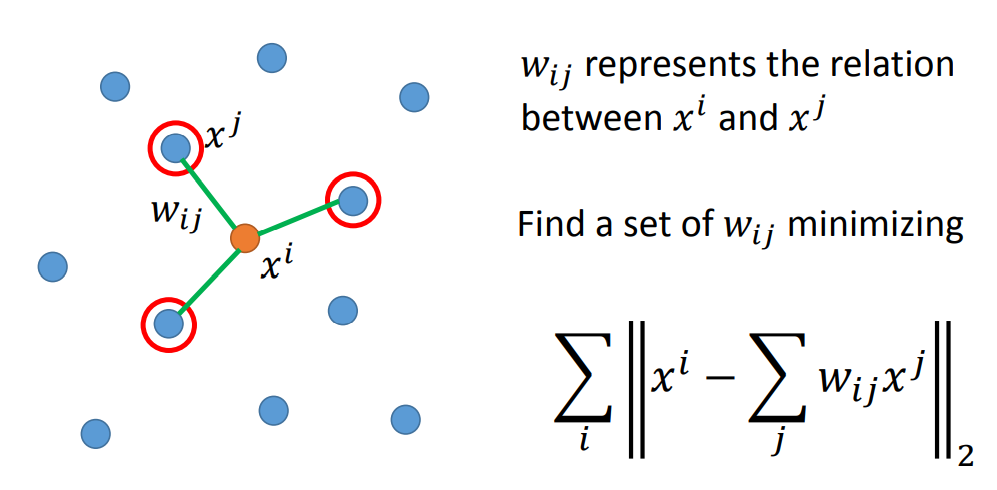 x^j
w_{ij}
x^i
w_{ij} represents the relation
between x^i and x^j
Find a set of w_{ij} minimizing
\sum_i \left\| x^i - \sum_j w_{ij} x^j \right\|_2